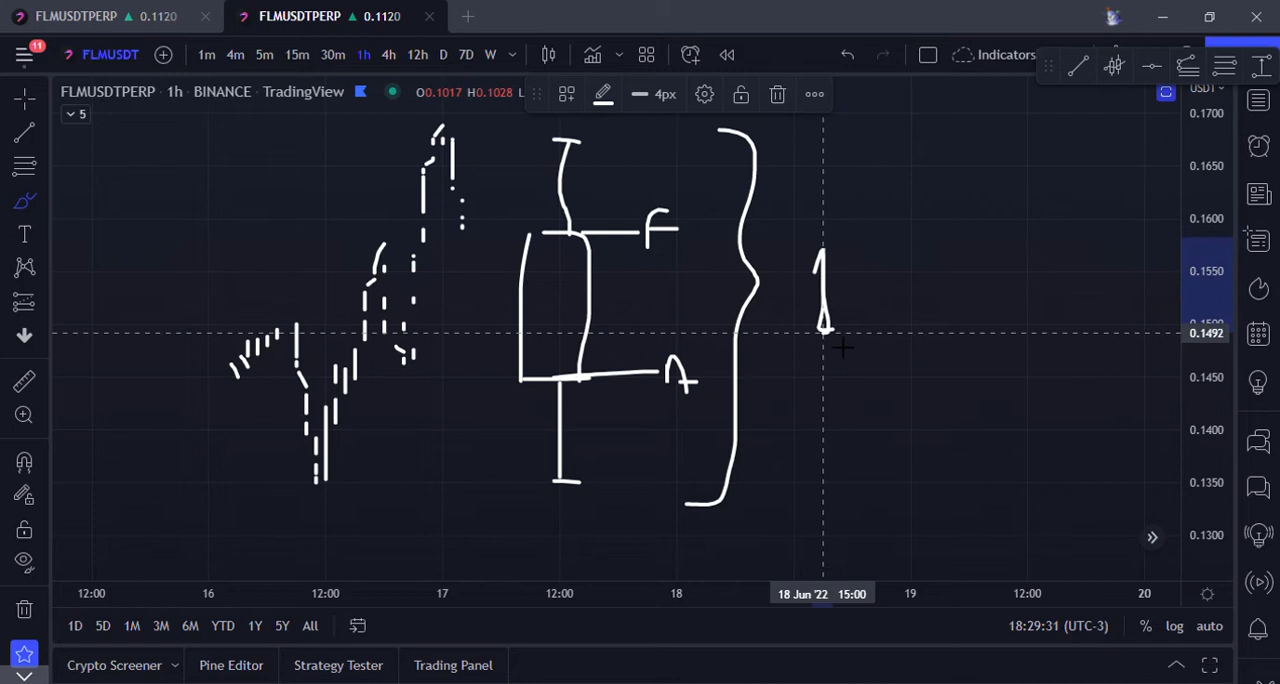 FLMUSDTPERP ▲ 0.1120
FLMUSDTPERP ▲ 0.1120
11
FLMUSDT
1m 4m 5m 15m 30m 1h 4h 12h D 7D W
Indicators
FLMUSDTPERP · 1h · BINANCE · TradingView
O0.1017 H0.1028 L
4px
5
USDT
0.1700
0.1650
0.1600
0.1550
0.1500
0.1492
0.1450
0.1400
0.1350
0.1300
F
A
1
12:00 16 12:00 17 12:00 18 18 Jun '22 15:00 19 12:00 20
1D 5D 1M 3M 6M YTD 1Y 5Y All
18:29:31 (UTC-3) % log auto
Crypto Screener Pine Editor Strategy Tester Trading Panel